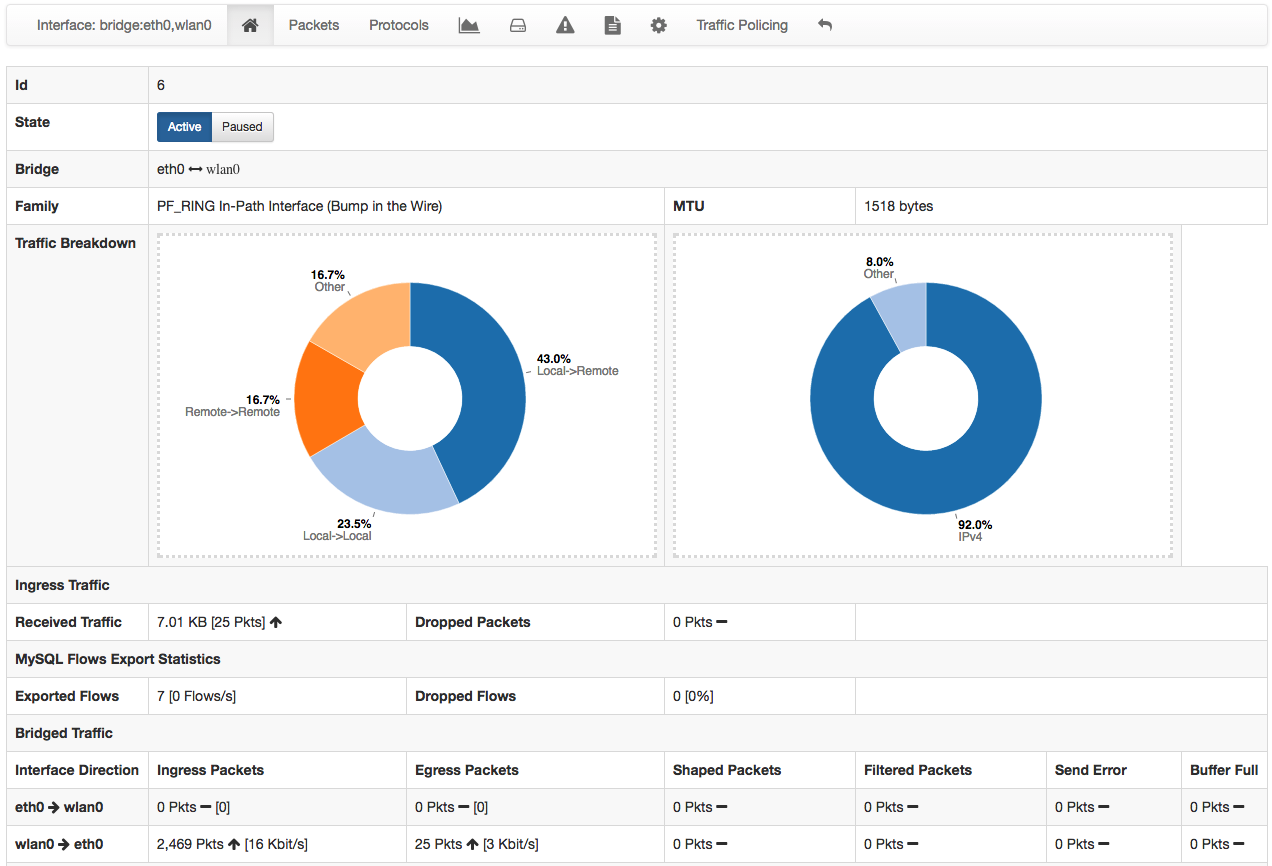 Interface: bridge:eth0,wlan0 Packets Protocols Traffic Policing
Id 6
State Active Paused
Bridge eth0 ↔ wlan0
Family PF_RING In-Path Interface (Bump in the Wire) MTU 1518 bytes
Traffic Breakdown
16.7%
Other
43.0%
Local->Remote
16.7%
Remote->Remote
23.5%
Local->Local
8.0%
Other
92.0%
IPv4
Ingress Traffic
Received Traffic 7.01 KB [25 Pkts] ↑ Dropped Packets 0 Pkts —
MySQL Flows Export Statistics
Exported Flows 7 [0 Flows/s] Dropped Flows 0 [0%]
Bridged Traffic
Interface Direction Ingress Packets Egress Packets Shaped Packets Filtered Packets Send Error Buffer Full
eth0 → wlan0 0 Pkts — [0] 0 Pkts — [0] 0 Pkts — 0 Pkts — 0 Pkts — 0 Pkts —
wlan0 → eth0 2,469 Pkts ↑ [16 Kbit/s] 25 Pkts ↑ [3 Kbit/s] 0 Pkts — 0 Pkts — 0 Pkts — 0 Pkts —